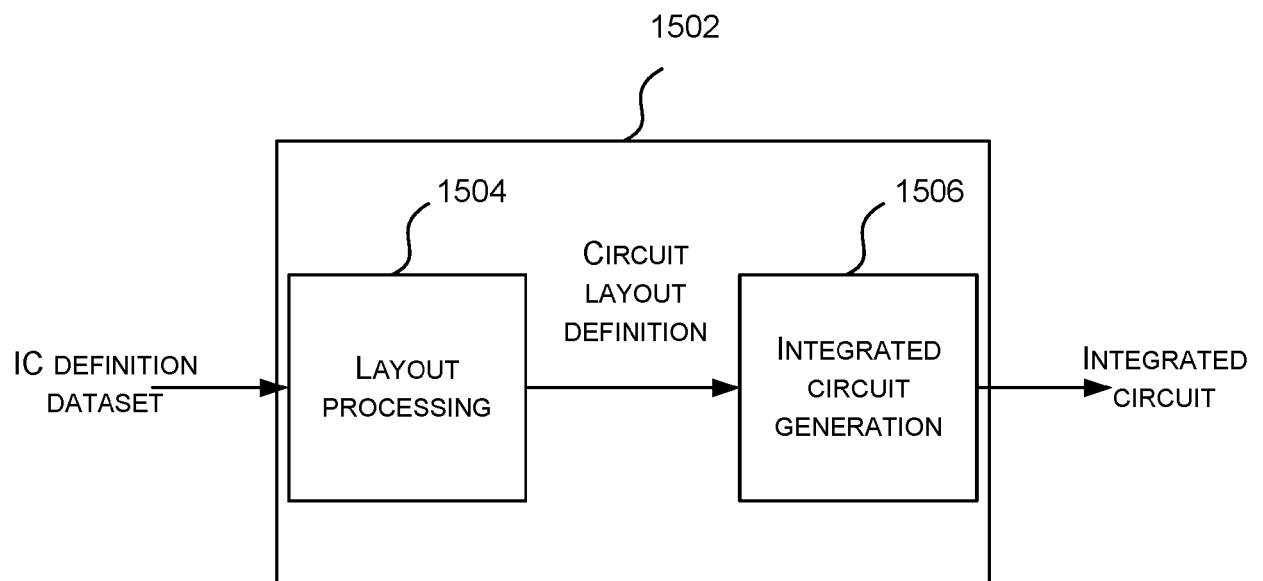 1502
1504
1506
CIRCUIT
LAYOUT
DEFINITION
IC DEFINITION
DATASET
LAYOUT
PROCESSING
INTEGRATED
CIRCUIT
GENERATION
INTEGRATED
CIRCUIT